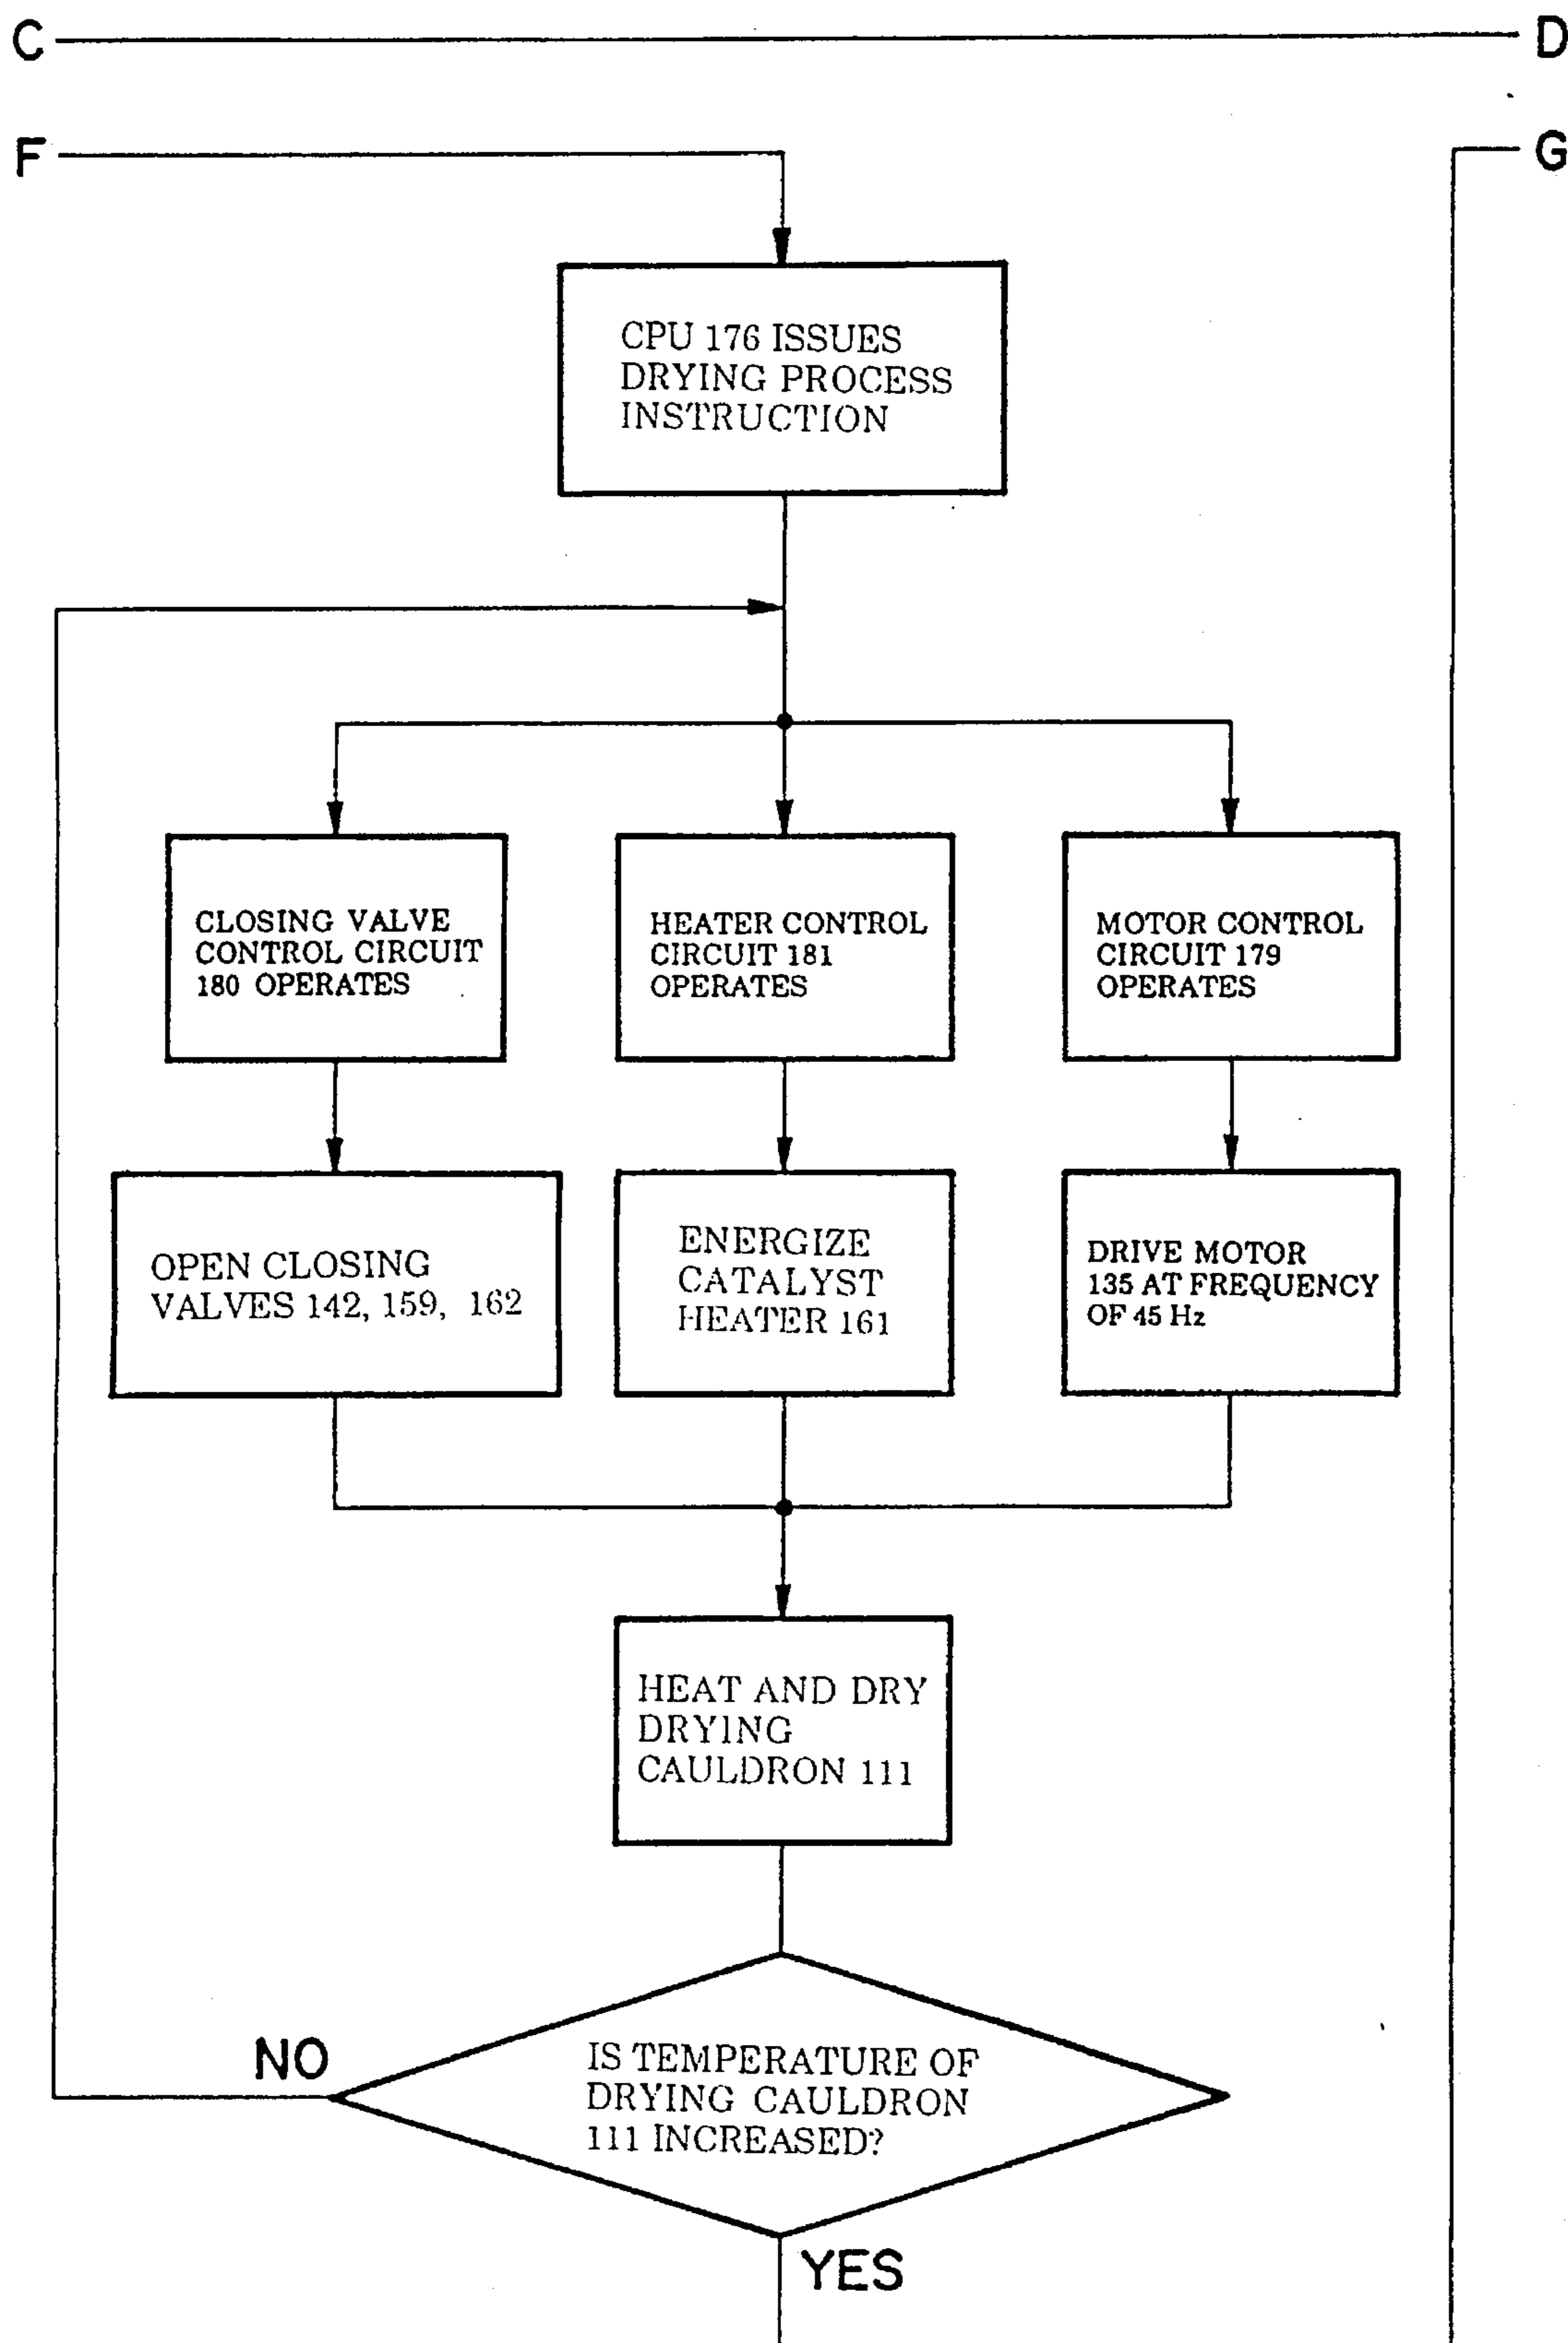 C
D
F
G
CPU 176 ISSUES
DRYING PROCESS
INSTRUCTION
CLOSING VALVE
CONTROL CIRCUIT
180 OPERATES
HEATER CONTROL
CIRCUIT 181
OPERATES
MOTOR CONTROL
CIRCUIT 179
OPERATES
OPEN CLOSING
VALVES 142, 159, 162
ENERGIZE
CATALYST
HEATER 161
DRIVE MOTOR
135 AT FREQUENCY
OF 45 Hz
HEAT AND DRY
DRYING
CAULDRON 111
NO
IS TEMPERATURE OF
DRYING CAULDRON
111 INCREASED?
YES